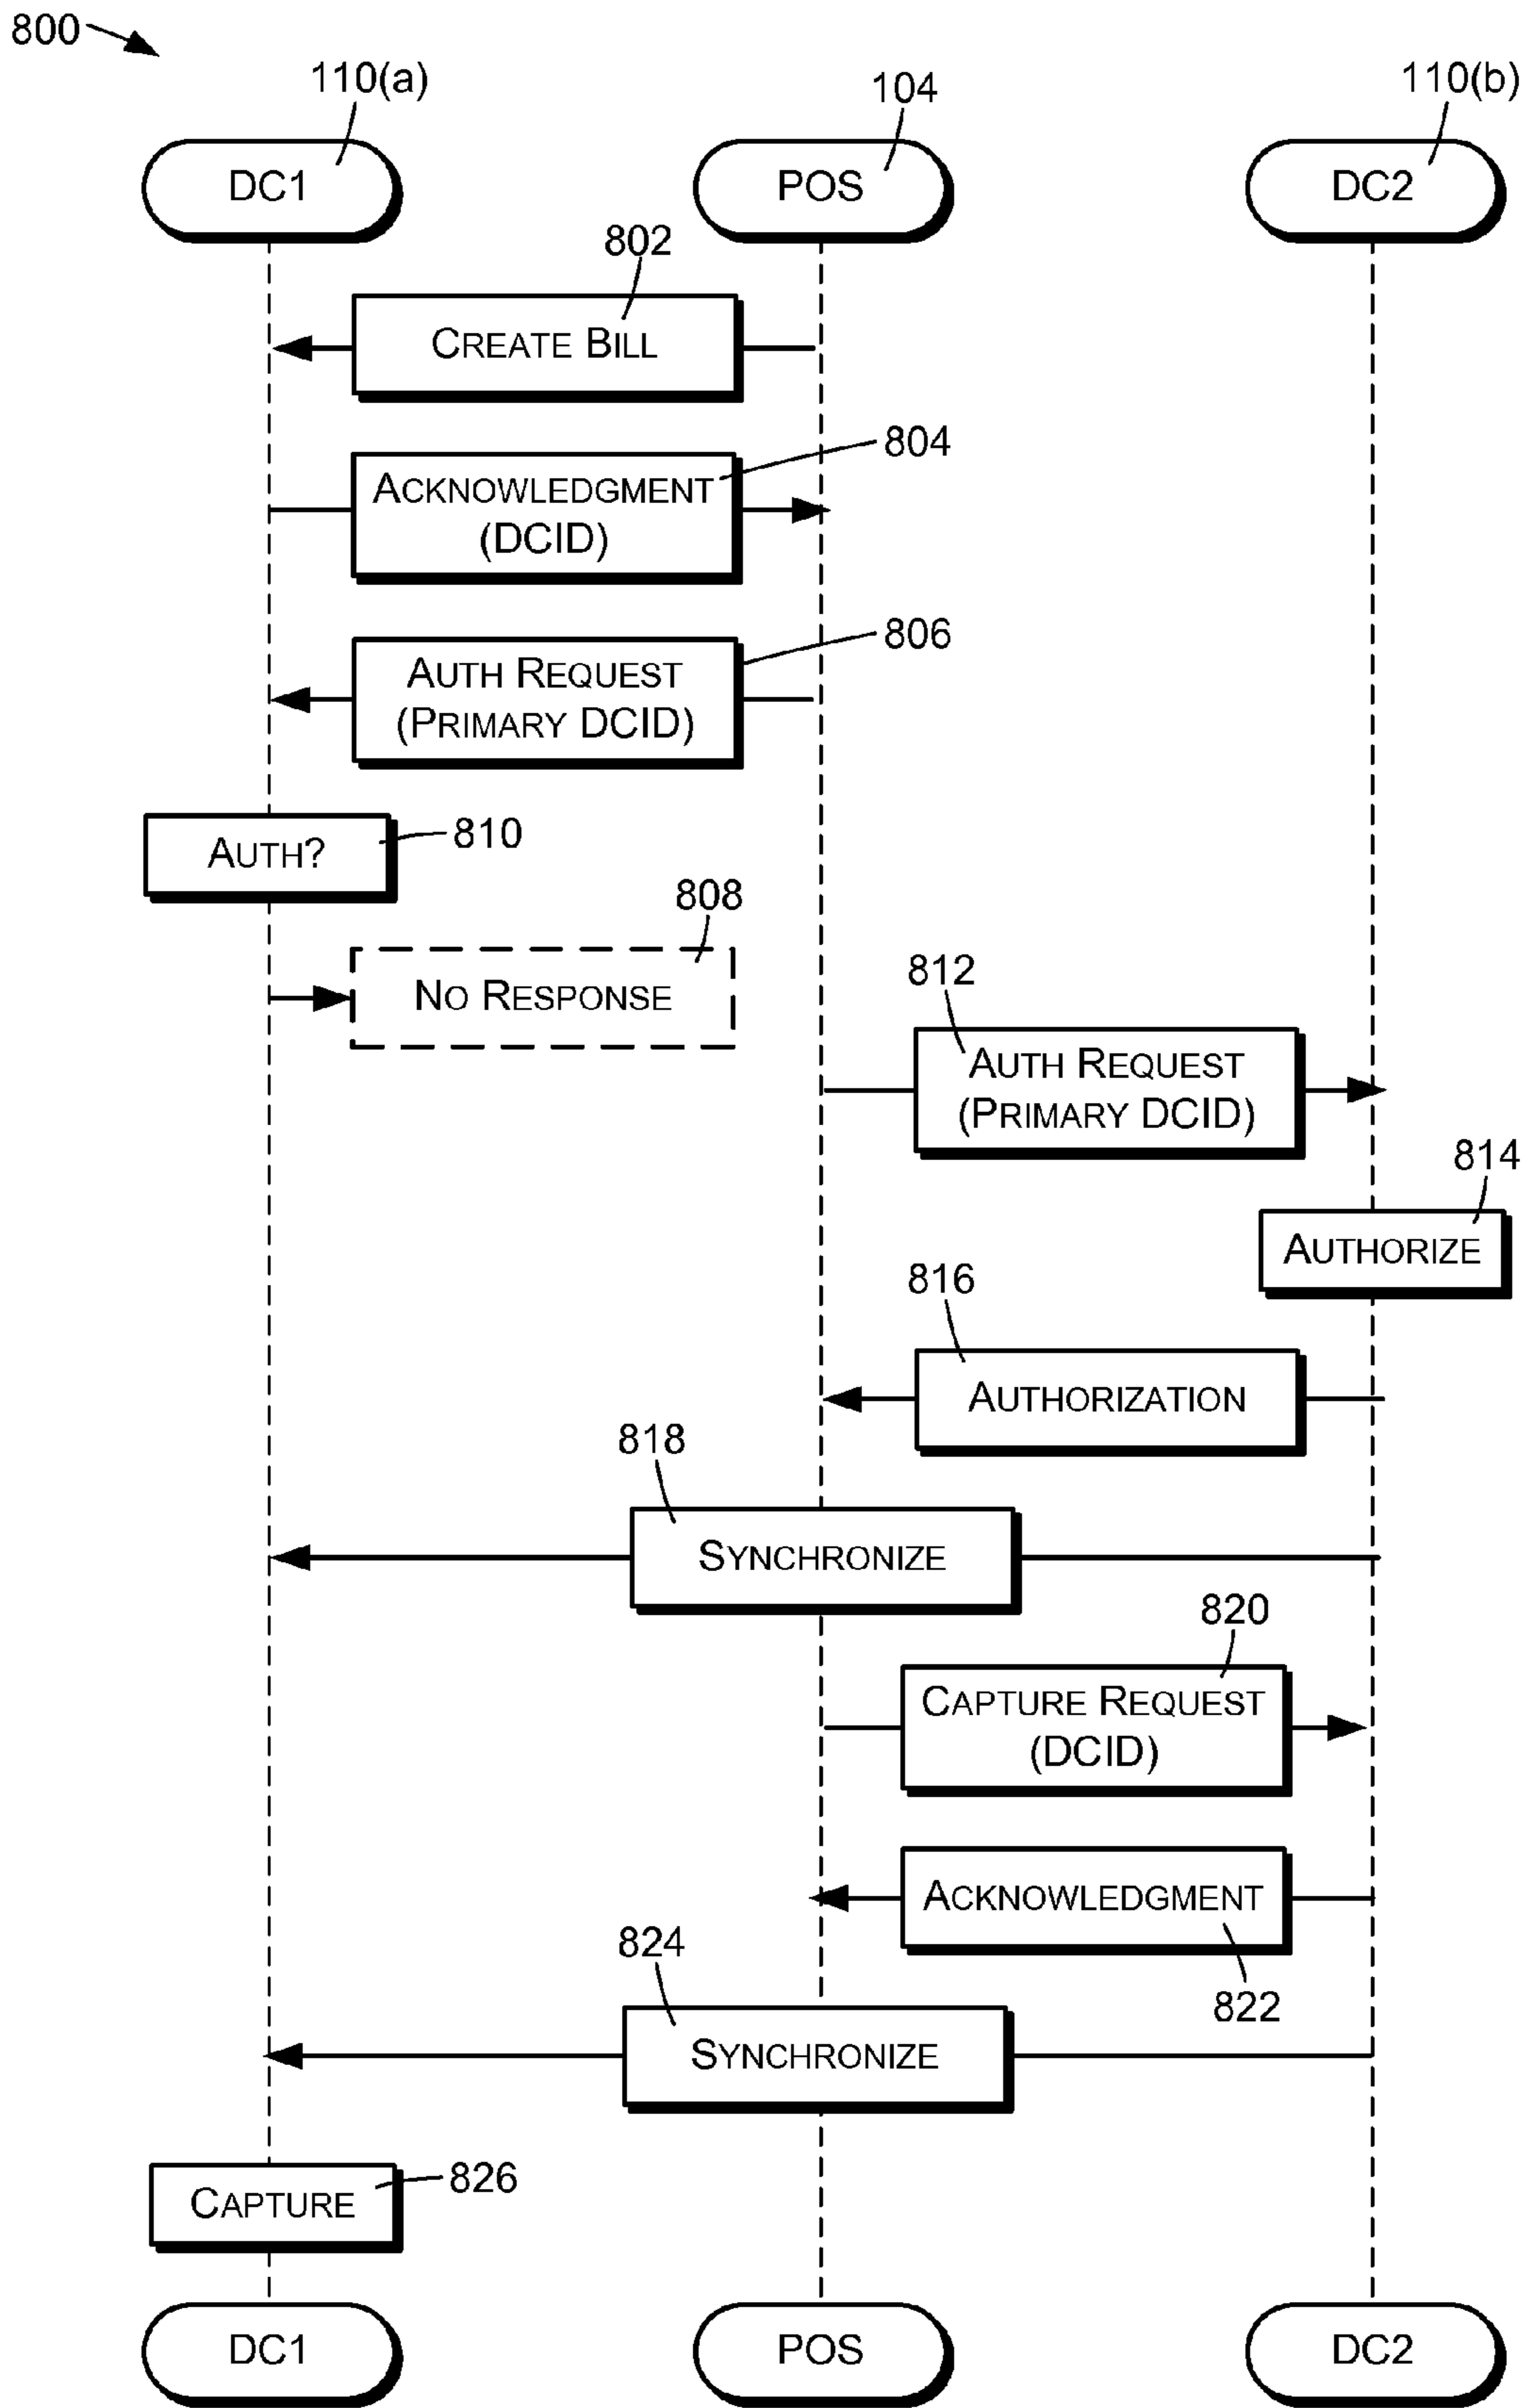 800
110(a)
104
110(b)
DC1
POS
DC2
802
CREATE BILL
804
ACKNOWLEDGMENT
(DCID)
806
AUTH REQUEST
(PRIMARY DCID)
AUTH?
810
808
NO RESPONSE
812
AUTH REQUEST
(PRIMARY DCID)
814
AUTHORIZE
816
AUTHORIZATION
818
SYNCHRONIZE
820
CAPTURE REQUEST
(DCID)
ACKNOWLEDGMENT
822
824
SYNCHRONIZE
826
CAPTURE
DC1
POS
DC2